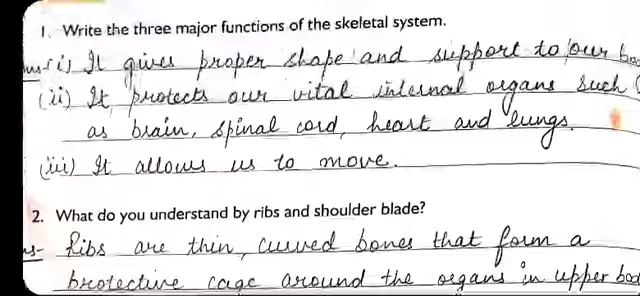 1. Write the three major functions of the skeletal system.
(i) It gives proper shape and support to our
(ii) It protects our vital internal organs such
as brain, spinal cord, heart and lungs.
(iii) It allows us to move.
2. What do you understand by ribs and shoulder blade?
Ribs are thin, curved bones that form a
protective cage around the organs in upper